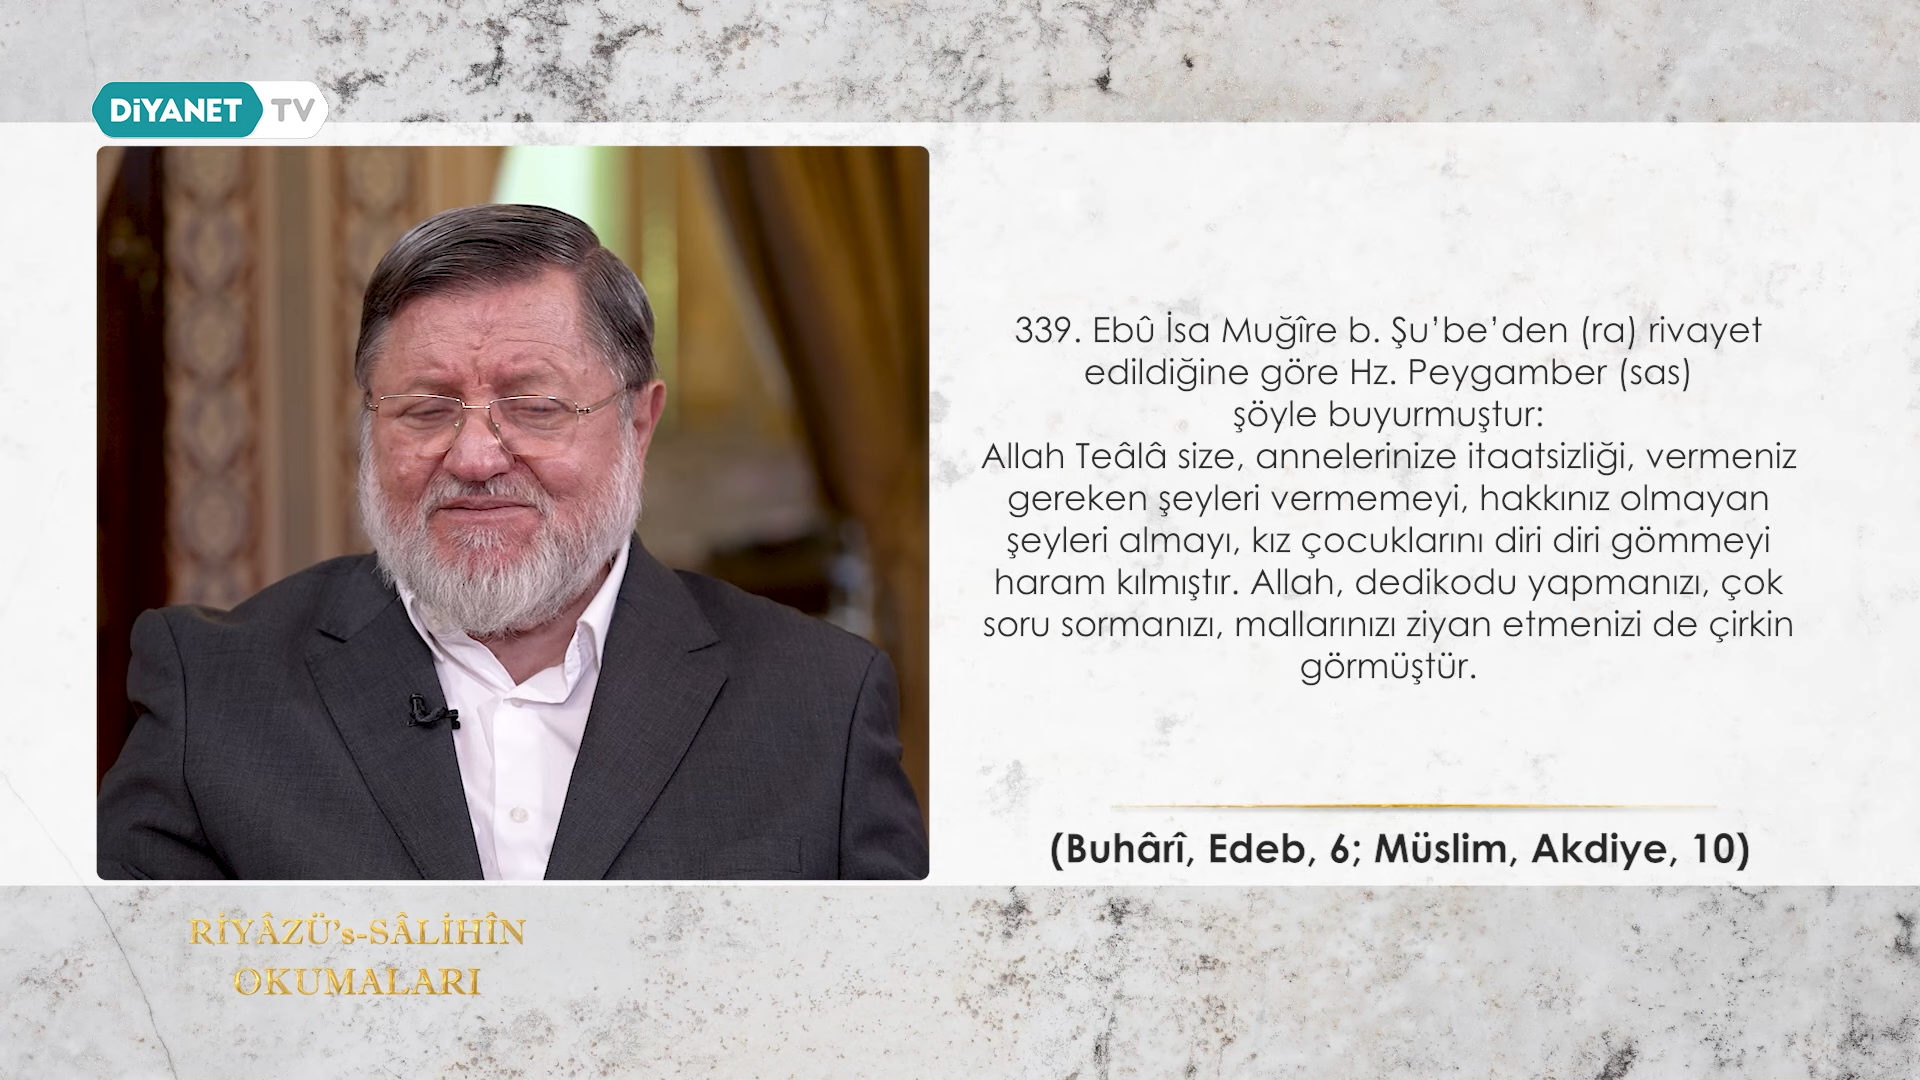 DİYANET TV
339. Ebû İsa Muğîre b. Şu’be’den (ra) rivayet
edildiğine göre Hz. Peygamber (sas)
şöyle buyurmuştur:
Allah Teâlâ size, annelerinize itaatsizliği, vermeniz
gereken şeyleri vermemeyi, hakkınız olmayan
şeyleri almayı, kız çocuklarını diri diri gömmeyi
haram kılmıştır. Allah, dedikodu yapmanızı, çok
soru sormanızı, mallarınızı ziyan etmenizi de çirkin
görmüştür.
(Buhârî, Edeb, 6; Müslim, Akdiye, 10)
RİYÂZÜ’s-SÂLİHÎN
OKUMALARI